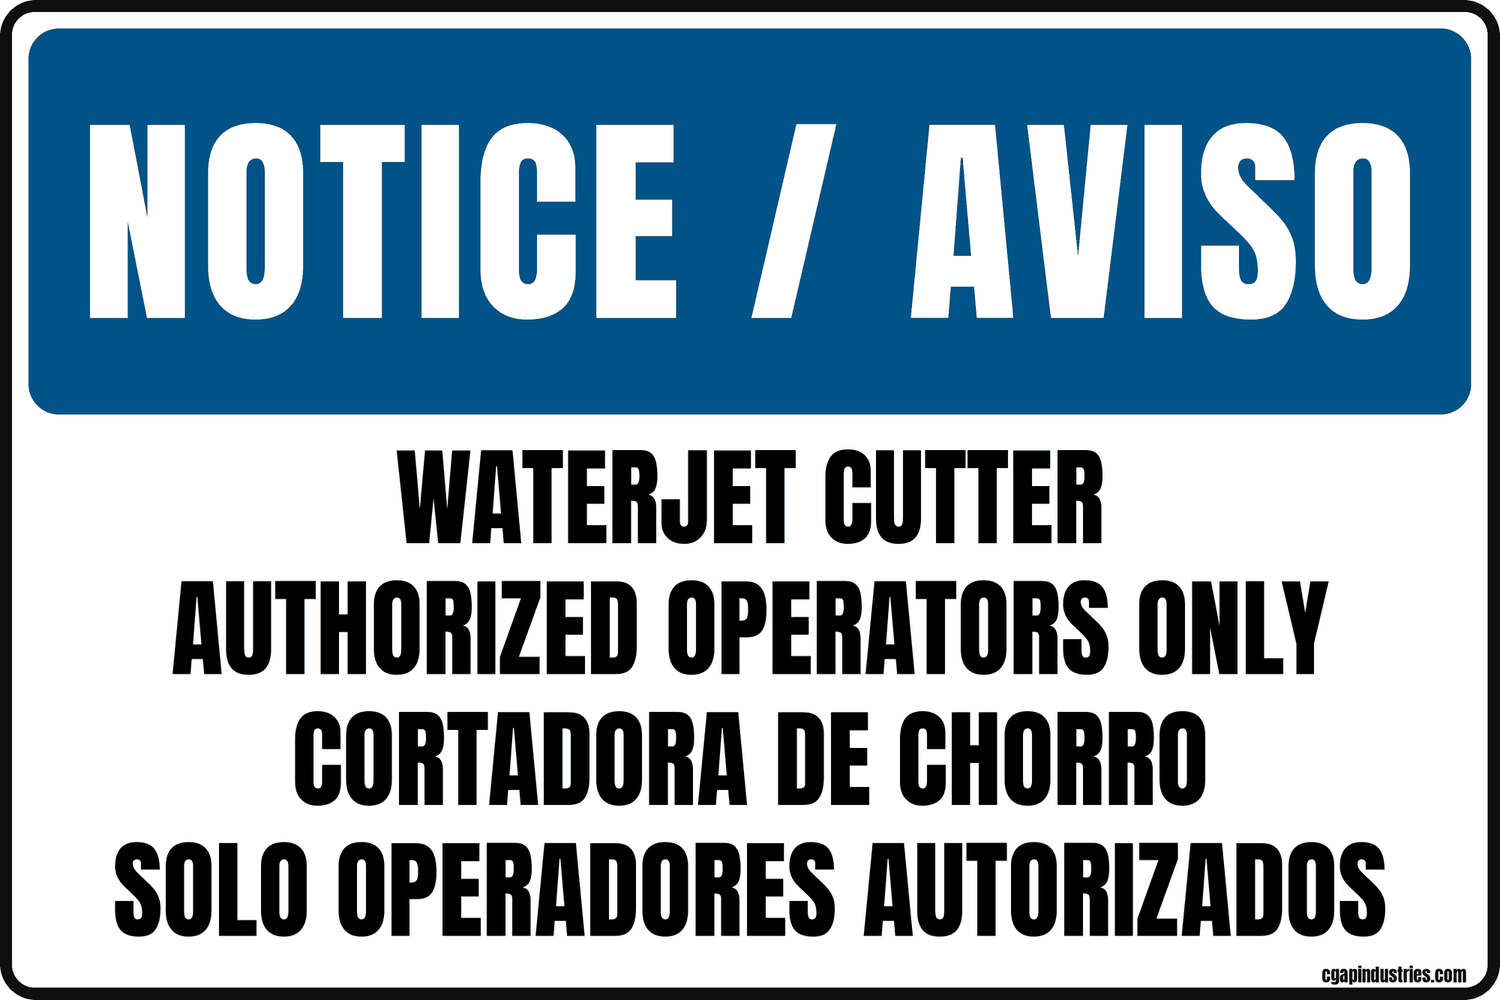 NOTICE / AVISO
WATERJET CUTTER
AUTHORIZED OPERATORS ONLY
CORTADORA DE CHORRO
SOLO OPERADORES AUTORIZADOS
cgapindustries.com